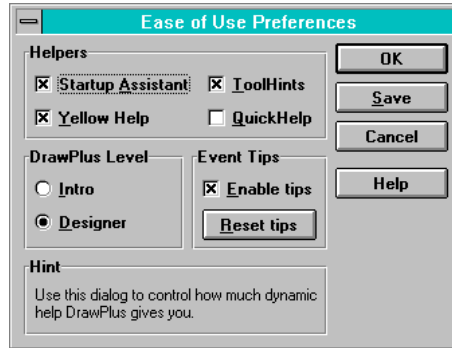 Ease of Use Preferences
Helpers
Startup Assistant
ToolHints
Yellow Help
QuickHelp
DrawPlus Level
Intro
Designer
Event Tips
Enable tips
Reset tips
Hint
Use this dialog to control how much dynamic
help DrawPlus gives you.
OK
Save
Cancel
Help